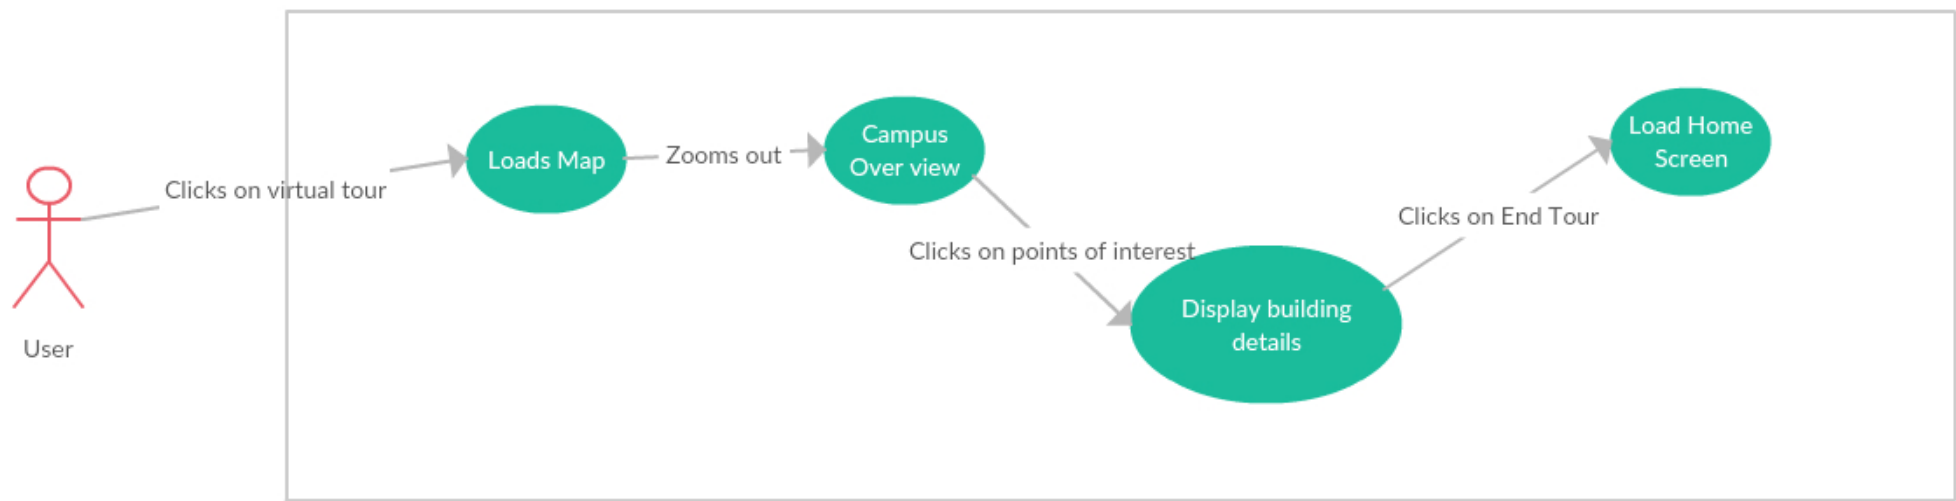 User
Clicks on virtual tour
Loads Map
Zooms out
Campus
Over view
Clicks on points of interest
Display building
details
Clicks on End Tour
Load Home
Screen